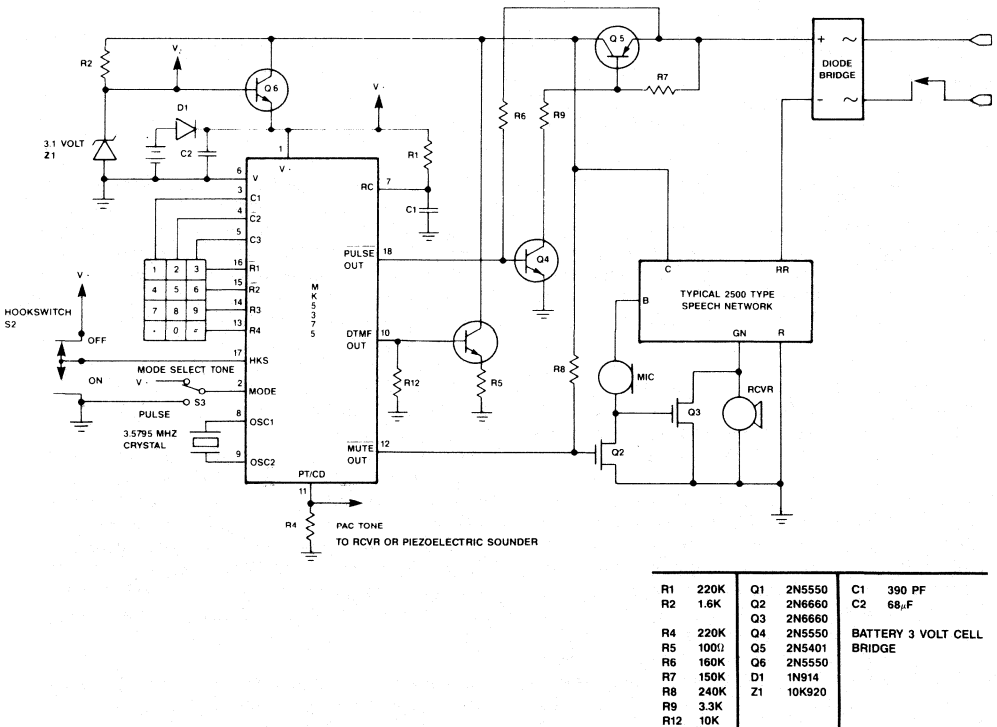 V-
R2
Q6
D1
C2
3.1 VOLT
Z1
V-
R1
C1
Q5
R7
R6
R9
+ ~
DIODE
BRIDGE
- ~
1
V-
6 V
3 C1
4 C2
5 C3
16 R1
15 R2
14 R3
13 R4
17 HKS
2 MODE
8 OSC1
9 OSC2
PT/CD
11
RC 7
PULSE 18
OUT
DTMF 10
OUT
MUTE 12
OUT
MK5375
1 2 3
4 5 6
7 8 9
0
V-
HOOKSWITCH
S2
OFF
ON
MODE SELECT TONE
V-
S3
PULSE
3.5795 MHZ
CRYSTAL
R4
PAC TONE
TO RCVR OR PIEZOELECTRIC SOUNDER
Q4
R12
R5
R8
C RR
B
TYPICAL 2500 TYPE
SPEECH NETWORK
GN R
MIC
Q3
RCVR
Q2
R1 220K Q1 2N5550 C1 390 PF
R2 1.6K Q2 2N6660 C2 68µF
Q3 2N6660
R4 220K Q4 2N5550 BATTERY 3 VOLT CELL
R5 100Ω Q5 2N5401 BRIDGE
R6 160K Q6 2N5550
R7 150K D1 1N914
R8 240K Z1 10K920
R9 3.3K
R12 10K